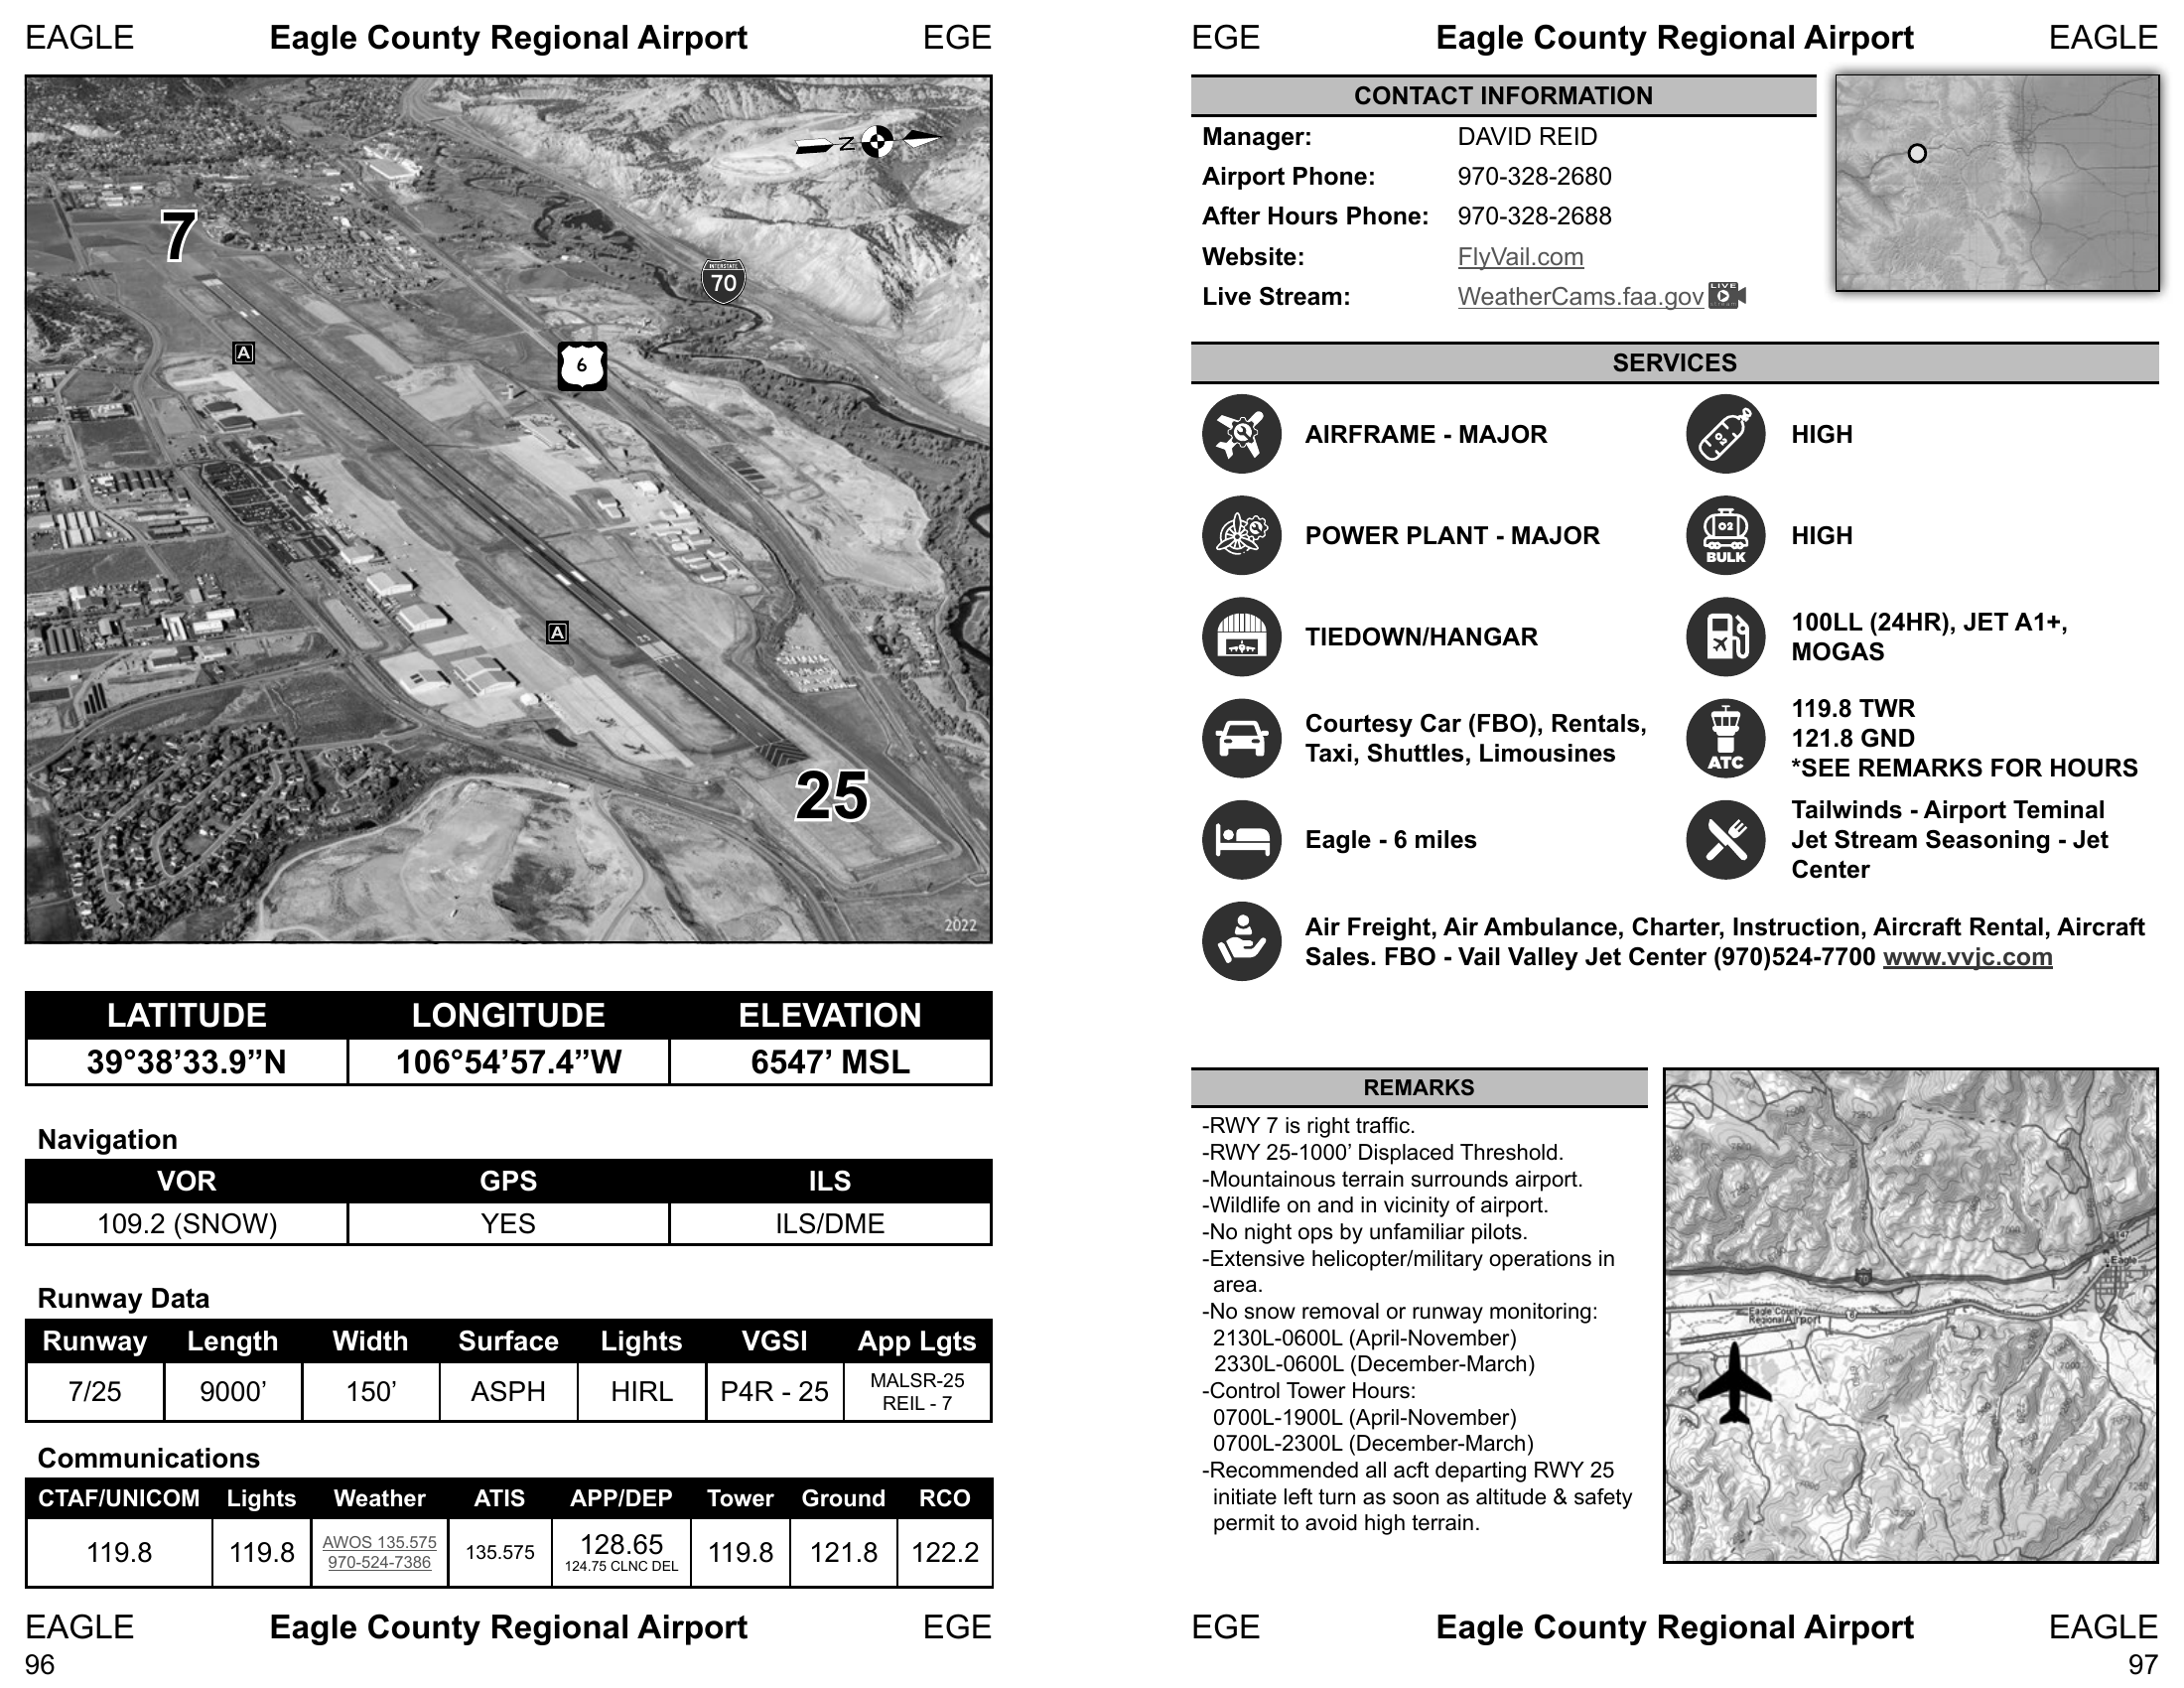 EAGLE Eagle County Regional Airport EGE
7
INTERSTATE
70
A
6
A
25
2022
LATITUDE LONGITUDE ELEVATION
39°38’33.9”N 106°54’57.4”W 6547’ MSL
Navigation
VOR GPS ILS
109.2 (SNOW) YES ILS/DME
Runway Data
Runway Length Width Surface Lights VGSI App Lgts
7/25 9000’ 150’ ASPH HIRL P4R - 25 MALSR-25
REIL - 7
Communications
CTAF/UNICOM Lights Weather ATIS APP/DEP Tower Ground RCO
119.8 119.8 AWOS 135.575 135.575 128.65 119.8 121.8 122.2
970-524-7386 124.75 CLNC DEL
EAGLE Eagle County Regional Airport EGE
96
EGE Eagle County Regional Airport EAGLE
CONTACT INFORMATION
Manager: DAVID REID
Airport Phone: 970-328-2680
After Hours Phone: 970-328-2688
Website: FlyVail.com
Live Stream: WeatherCams.faa.gov LIVE
SERVICES
AIRFRAME - MAJOR
O2
HIGH
POWER PLANT - MAJOR
O2
BULK
HIGH
TIEDOWN/HANGAR
100LL (24HR), JET A1+,
MOGAS
Courtesy Car (FBO), Rentals,
Taxi, Shuttles, Limousines
ATC
119.8 TWR
121.8 GND
*SEE REMARKS FOR HOURS
Eagle - 6 miles
Tailwinds - Airport Teminal
Jet Stream Seasoning - Jet
Center
Air Freight, Air Ambulance, Charter, Instruction, Aircraft Rental, Aircraft
Sales. FBO - Vail Valley Jet Center (970)524-7700 www.vvjc.com
REMARKS
-RWY 7 is right traffic.
-RWY 25-1000’ Displaced Threshold.
-Mountainous terrain surrounds airport.
-Wildlife on and in vicinity of airport.
-No night ops by unfamiliar pilots.
-Extensive helicopter/military operations in
area.
-No snow removal or runway monitoring:
2130L-0600L (April-November)
2330L-0600L (December-March)
-Control Tower Hours:
0700L-1900L (April-November)
0700L-2300L (December-March)
-Recommended all acft departing RWY 25
initiate left turn as soon as altitude & safety
permit to avoid high terrain.
Eagle
Eagle County
Regional Airport
EGE Eagle County Regional Airport EAGLE
97